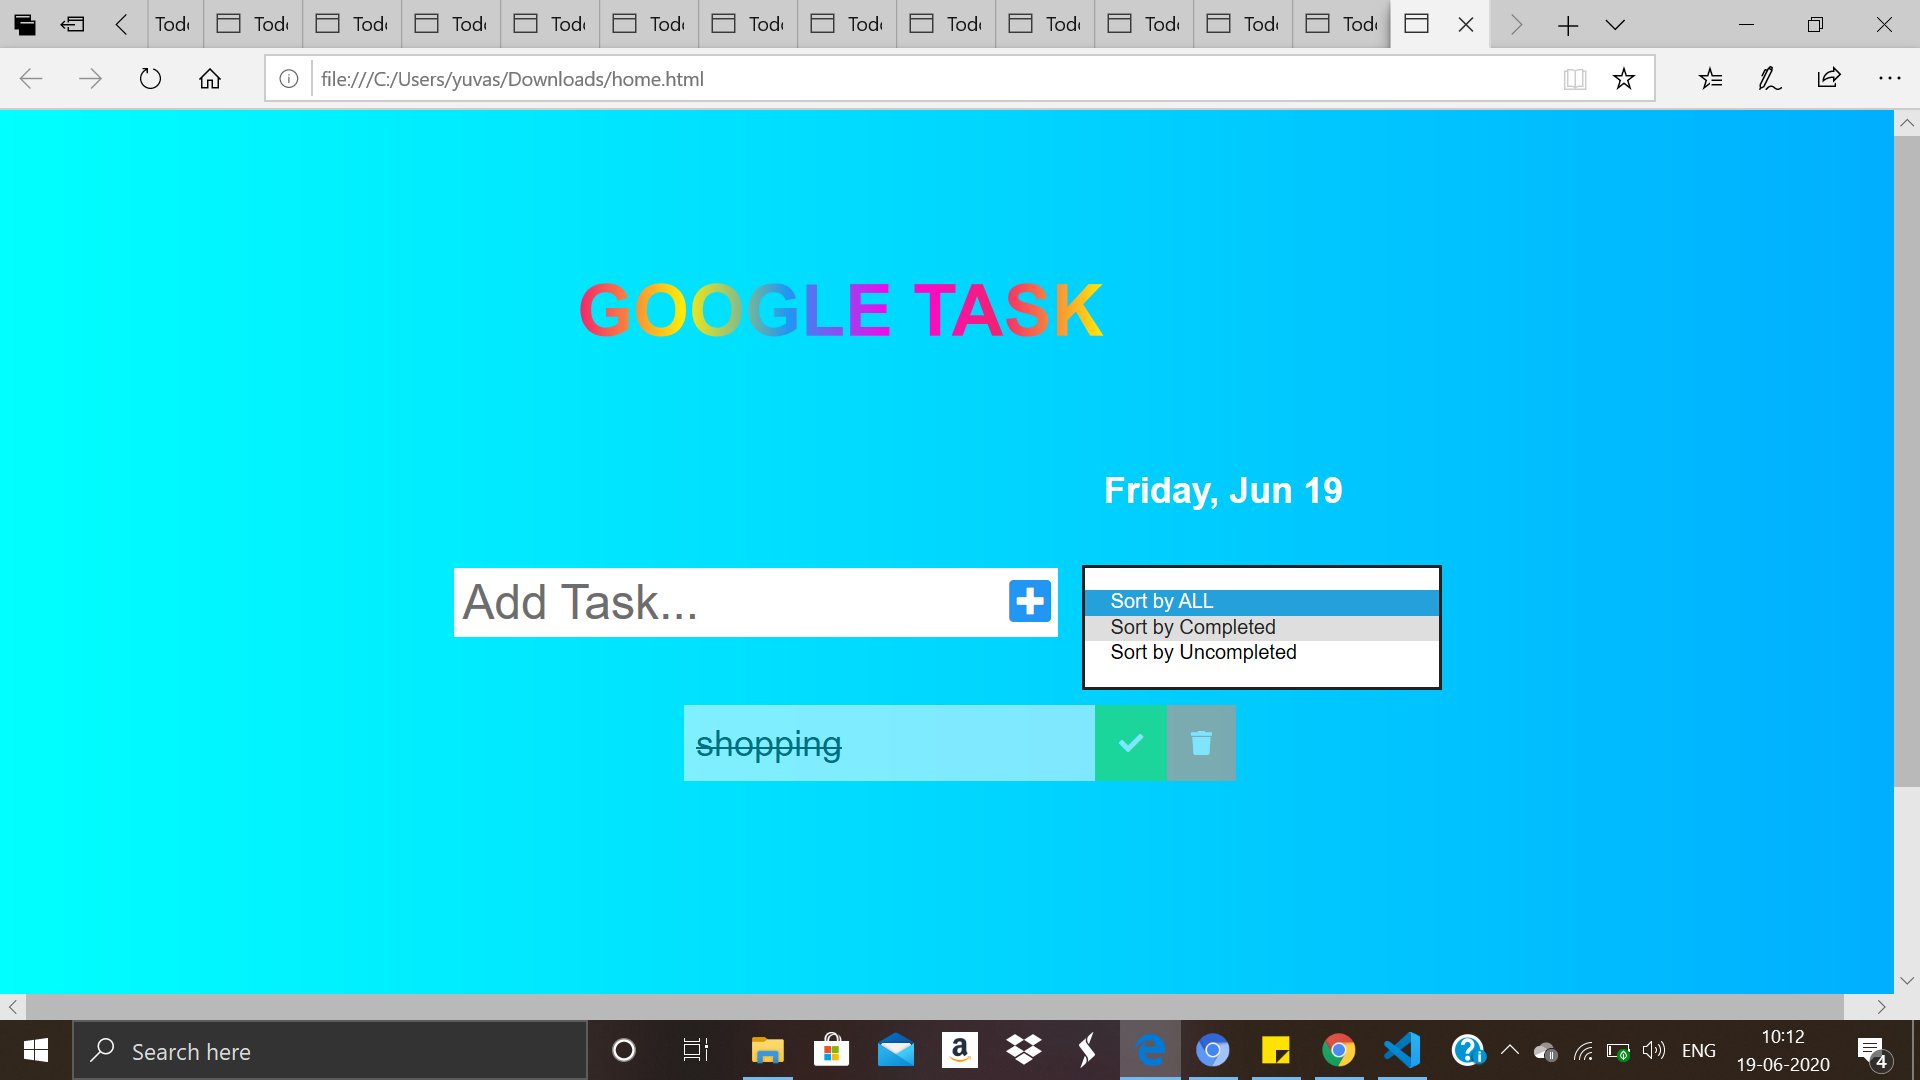 Tod Tod Tod Tod Tod Tod Tod Tod Tod Tod Tod Tod Tod
file:///C:/Users/yuvas/Downloads/home.html
GOOGLE TASK
Friday, Jun 19
Add Task...
Sort by ALL
Sort by Completed
Sort by Uncompleted
shopping
Search here
ENG
10:12
19-06-2020
4